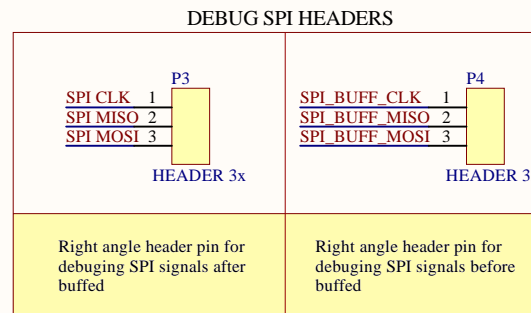 DEBUG SPI HEADERS
P3
SPI CLK 1
SPI MISO 2
SPI MOSI 3
HEADER 3x
P4
SPI_BUFF_CLK 1
SPI_BUFF_MISO 2
SPI_BUFF_MOSI 3
HEADER 3
Right angle header pin for
debuging SPI signals after
buffed
Right angle header pin for
debuging SPI signals before
buffed